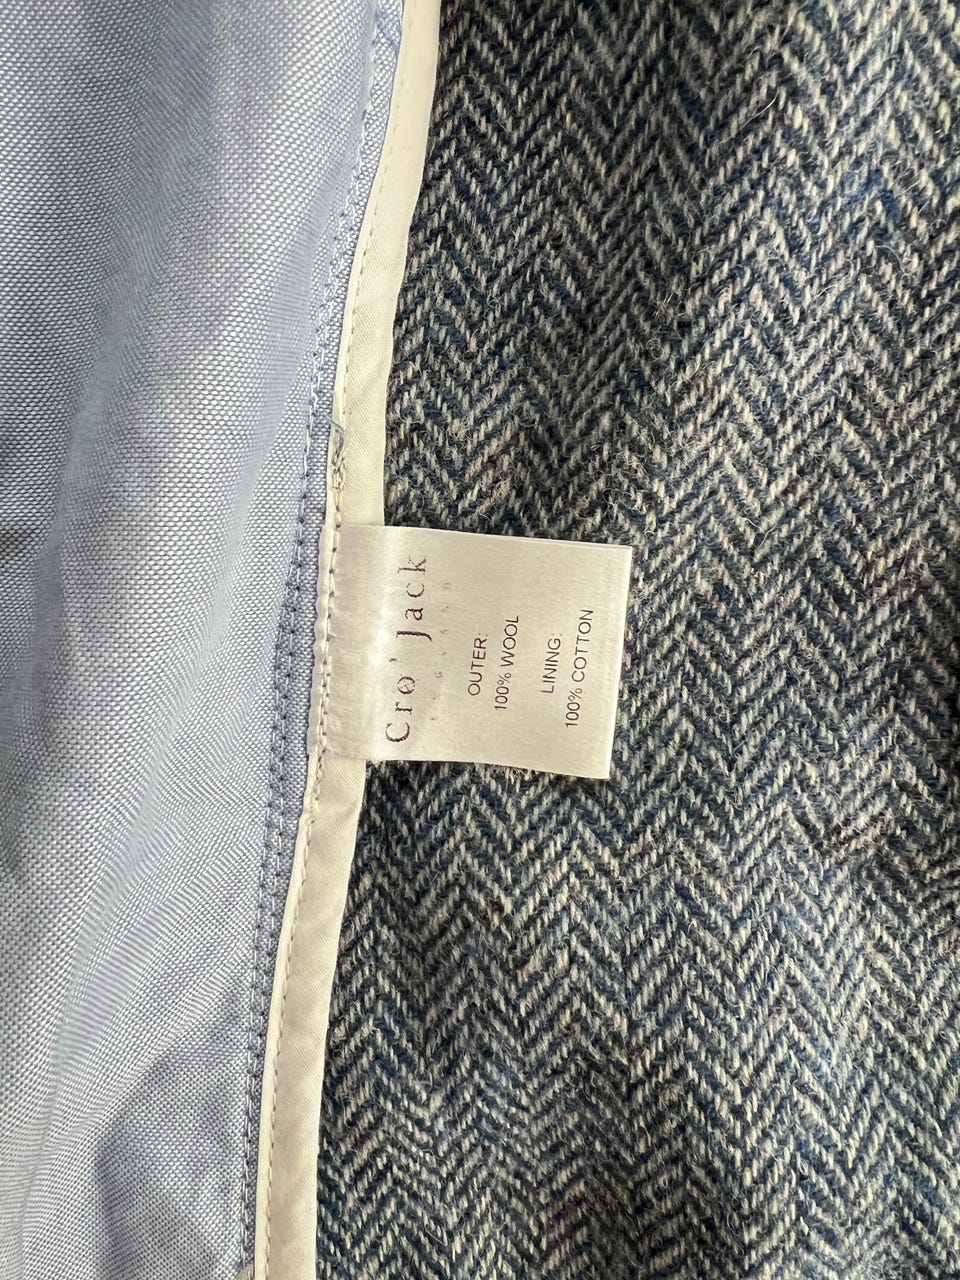 Cro' Jack
OUTER:
100% WOOL
LINING:
100% COTTON